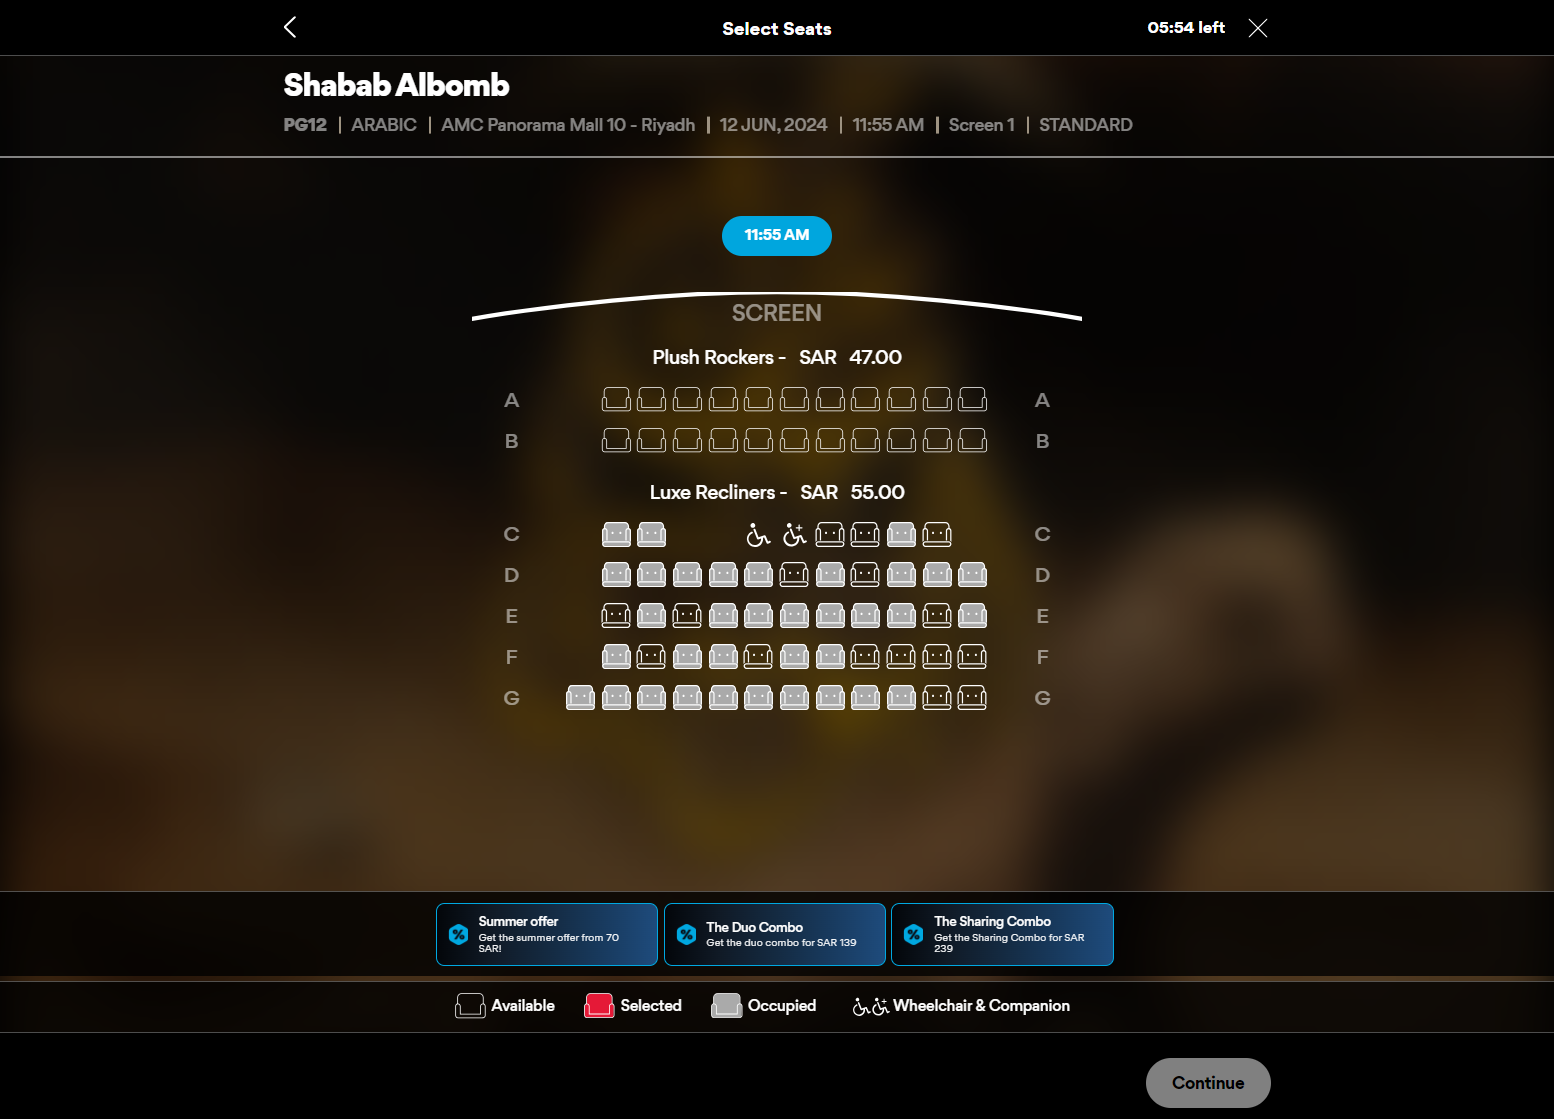 Select Seats
05:54 left
Shabab Albomb
PG12 | ARABIC | AMC Panorama Mall 10 - Riyadh | 12 JUN, 2024 | 11:55 AM | Screen 1 | STANDARD
11:55 AM
SCREEN
Plush Rockers - SAR 47.00
A A
B B
Luxe Recliners - SAR 55.00
C C
D D
E E
F F
G G
Summer offer
Get the summer offer from 70
SAR!
The Duo Combo
Get the duo combo for SAR 139
The Sharing Combo
Get the Sharing Combo for SAR
239
Available Selected Occupied Wheelchair & Companion
Continue